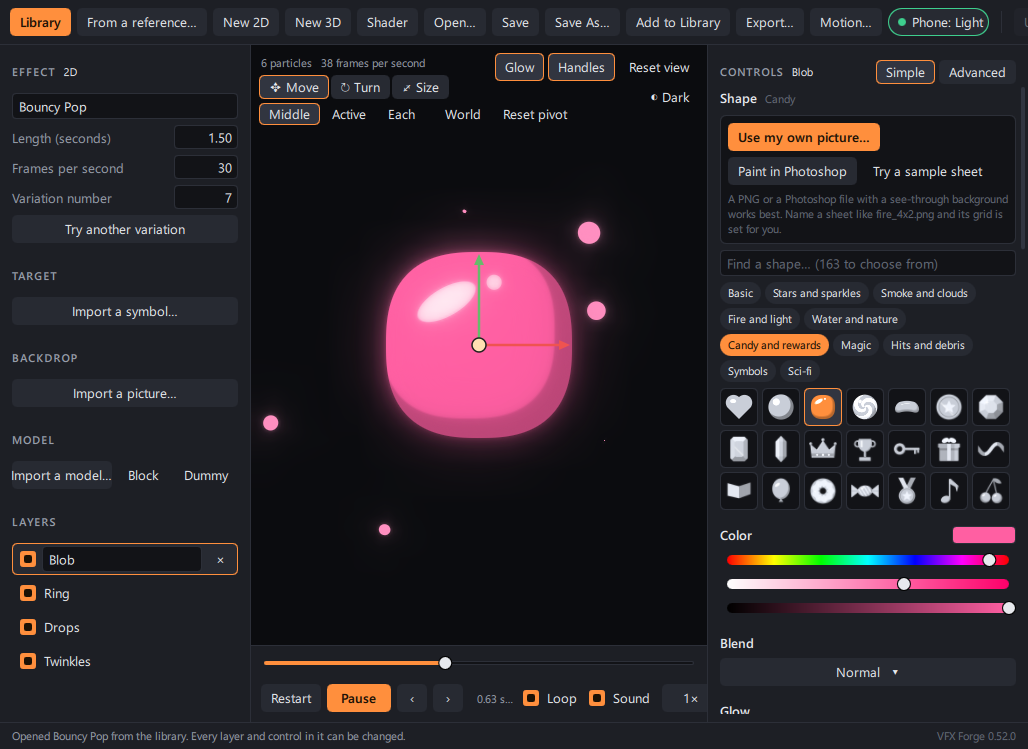 Library From a reference... New 2D New 3D Shader Open... Save Save As... Add to Library Export... Motion... Phone: Light
EFFECT 2D
Bouncy Pop
Length (seconds) 1.50
Frames per second 30
Variation number 7
Try another variation
TARGET
Import a symbol...
BACKDROP
Import a picture...
MODEL
Import a model... Block Dummy
LAYERS
Blob ×
Ring
Drops
Twinkles
6 particles 38 frames per second
Glow Handles Reset view
Move Turn Size
Dark
Middle Active Each World Reset pivot
Restart Pause ‹ › 0.63 s... Loop Sound 1×
CONTROLS Blob Simple Advanced
Shape Candy
Use my own picture...
Paint in Photoshop Try a sample sheet
A PNG or a Photoshop file with a see-through background
works best. Name a sheet like fire_4x2.png and its grid is
set for you.
Find a shape... (163 to choose from)
Basic Stars and sparkles Smoke and clouds
Fire and light Water and nature
Candy and rewards Magic Hits and debris
Symbols Sci-fi
Color
Blend
Normal ▾
Glow
Opened Bouncy Pop from the library. Every layer and control in it can be changed.
VFX Forge 0.52.0